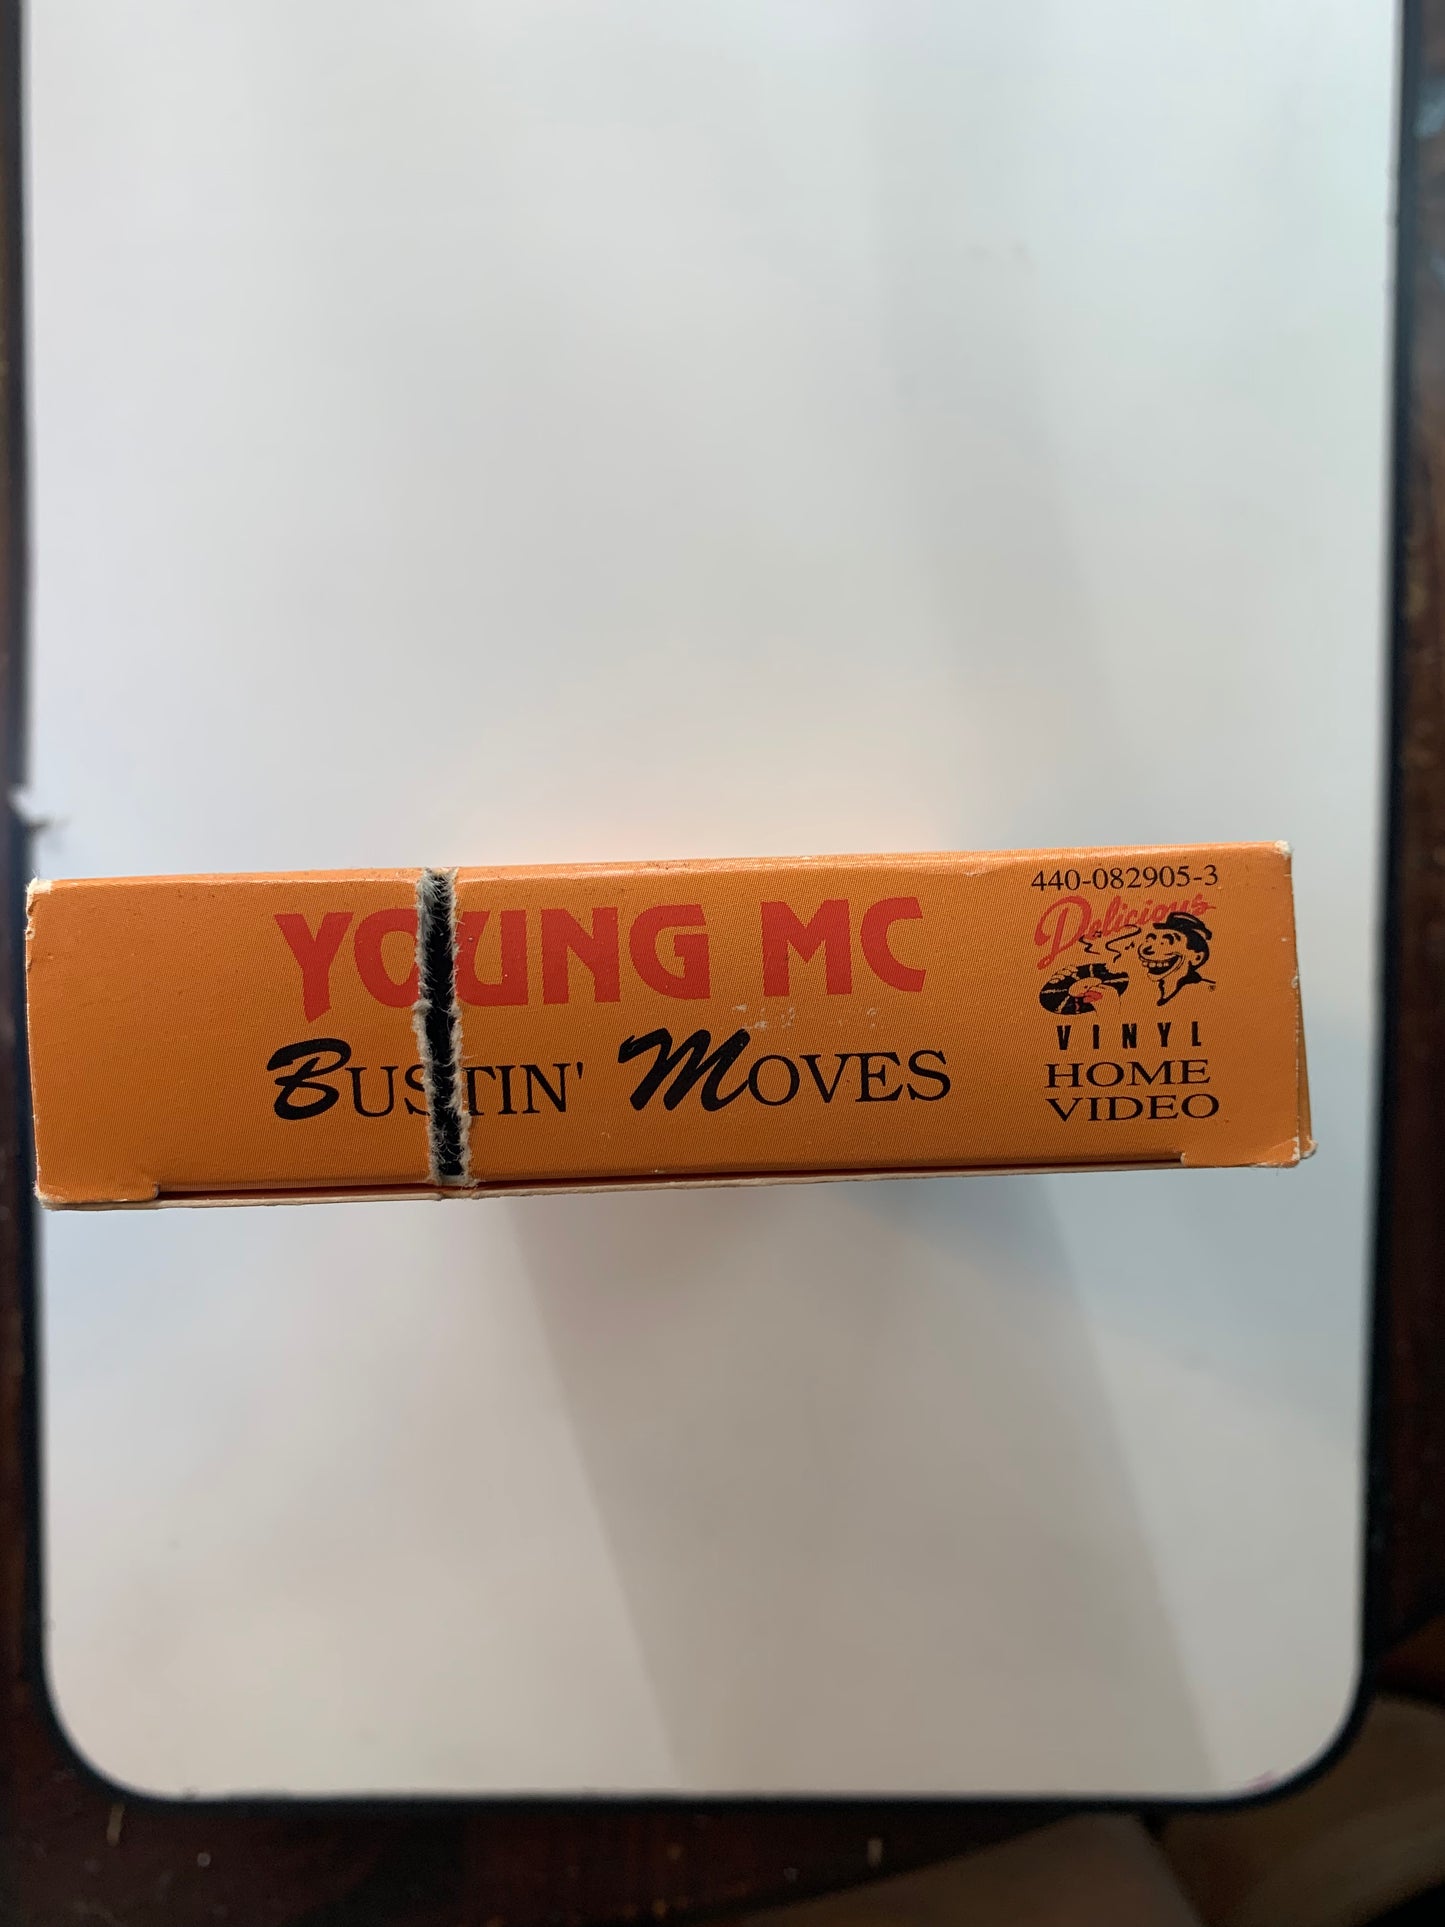 YOUNG MC
BUSTIN' MOVES
440-082905-3
Delicious
VINYL
HOME
VIDEO